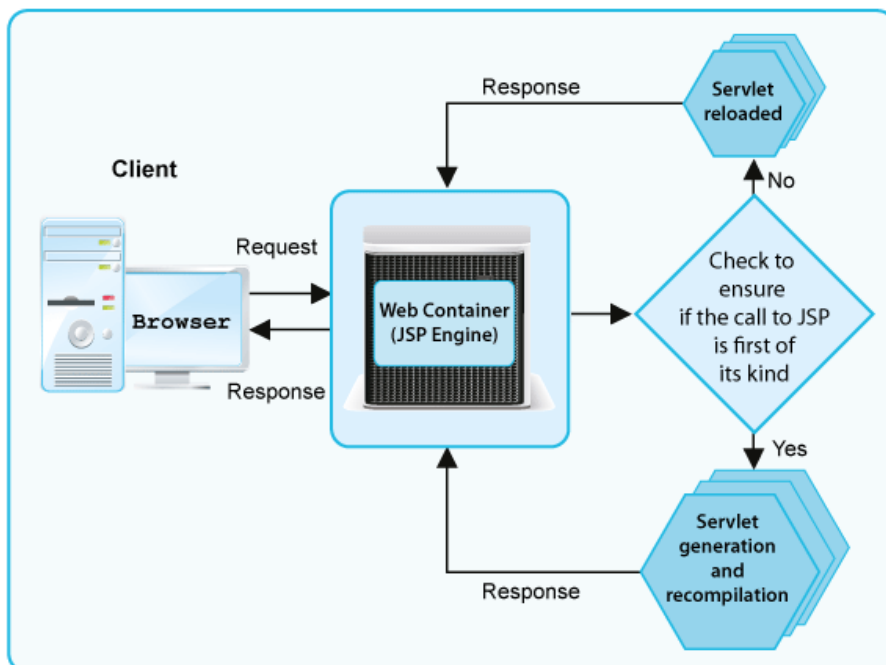 Response
Servlet
reloaded
Client
No
Request
Check to
ensure
if the call to JSP
is first of
its kind
Web Container
(JSP Engine)
Browser
Response
Yes
Servlet
generation
and
recompilation
Response